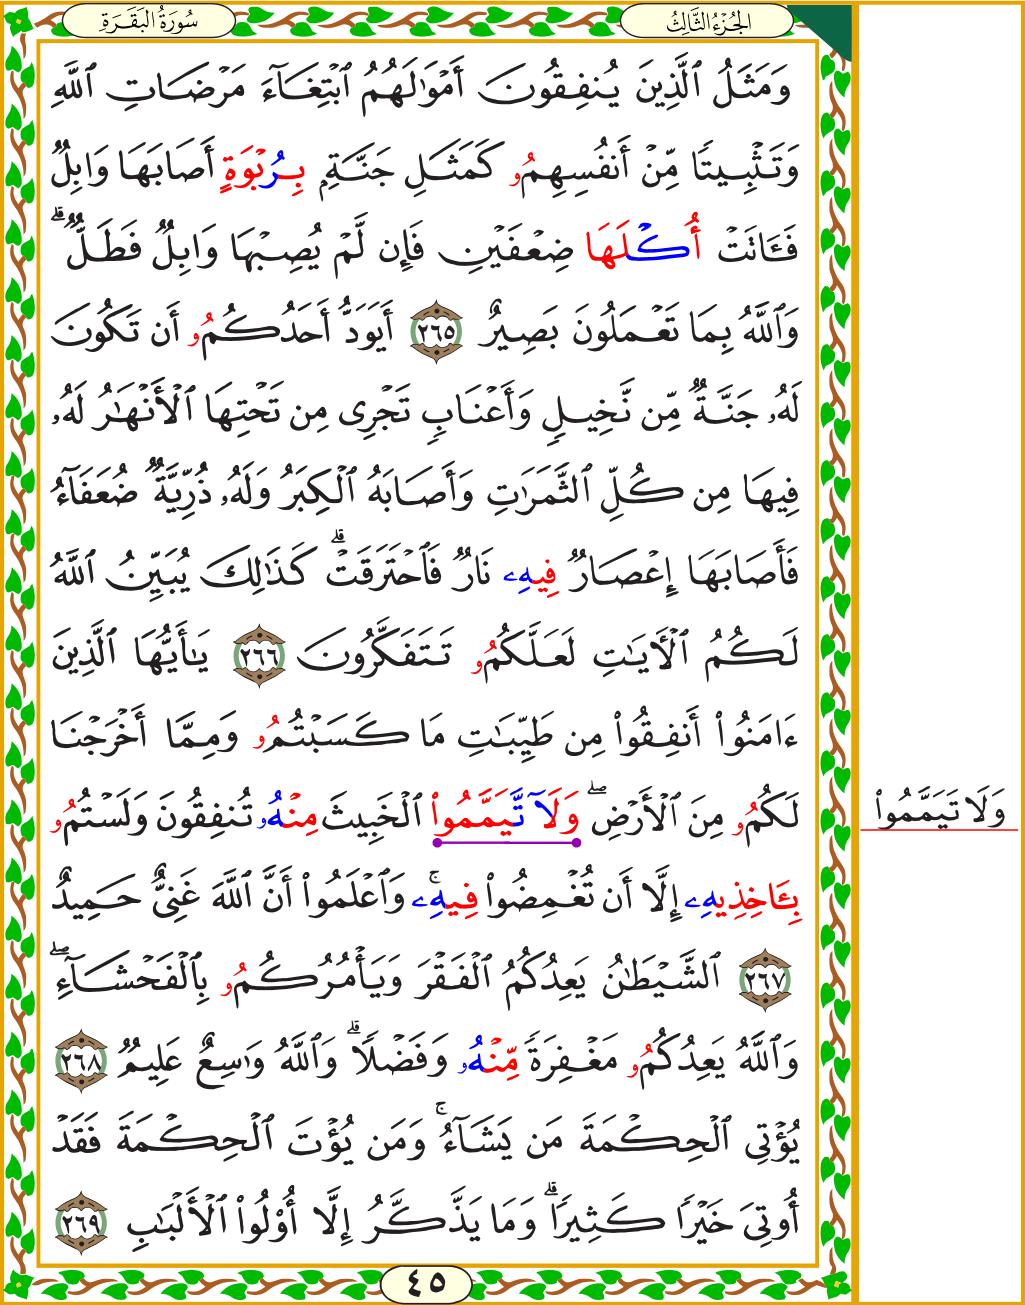 سُورَةُ الْبَقَرَةِ
الجُزْءُ الثَّالِثُ
وَمَثَلُ ٱلَّذِينَ يُنفِقُونَ أَمْوَٰلَهُمُ ٱبْتِغَآءَ مَرْضَاتِ ٱللَّهِ
وَتَثْبِيتًا مِّنْ أَنفُسِهِمُۥ كَمَثَلِ جَنَّةِۭ بِرُبْوَةٍ أَصَابَهَا وَابِلٌ
فَـَٔاتَتْ أُكْلَهَا ضِعْفَيْنِ فَإِن لَّمْ يُصِبْهَا وَابِلٌ فَطَلٌّ ۗ
وَٱللَّهُ بِمَا تَعْمَلُونَ بَصِيرٌ ٢٦٥ أَيَوَدُّ أَحَدُكُمُۥ أَن تَكُونَ
لَهُۥ جَنَّةٌ مِّن نَّخِيلٍ وَأَعْنَابٍ تَجْرِى مِن تَحْتِهَا ٱلْأَنْهَٰرُ لَهُۥ
فِيهَا مِن كُلِّ ٱلثَّمَرَٰتِ وَأَصَابَهُ ٱلْكِبَرُ وَلَهُۥ ذُرِّيَّةٌ ضُعَفَآءُ
فَأَصَابَهَا إِعْصَارٌ فِيهِۦ نَارٌ فَٱحْتَرَقَتْ ۗ كَذَٰلِكَ يُبَيِّنُ ٱللَّهُ
لَكُمُ ٱلْأَيَٰتِ لَعَلَّكُمُۥ تَتَفَكَّرُونَ ٢٦٦ يَٰٓأَيُّهَا ٱلَّذِينَ
ءَامَنُوا۟ أَنفِقُوا۟ مِن طَيِّبَٰتِ مَا كَسَبْتُمُۥ وَمِمَّا أَخْرَجْنَا
لَكُمُۥ مِنَ ٱلْأَرْضِ ۖ وَلَآ تَّيَمَّمُوا۟ ٱلْخَبِيثَ مِنْهُۥ تُنفِقُونَ وَلَسْتُمُۥ
بِـَٔاخِذِيهِۦ إِلَّا أَن تُغْمِضُوا۟ فِيهِۦ ۚ وَٱعْلَمُوا۟ أَنَّ ٱللَّهَ غَنِىٌّ حَمِيدٌ
٢٦٧ ٱلشَّيْطَٰنُ يَعِدُكُمُ ٱلْفَقْرَ وَيَأْمُرُكُمُۥ بِٱلْفَحْشَآءِ ۖ
وَٱللَّهُ يَعِدُكُمُۥ مَغْفِرَةً مِّنْهُۥ وَفَضْلًا ۗ وَٱللَّهُ وَٰسِعٌ عَلِيمٌ ٢٦٨
يُؤْتِى ٱلْحِكْمَةَ مَن يَشَآءُ ۚ وَمَن يُؤْتَ ٱلْحِكْمَةَ فَقَدْ
أُوتِىَ خَيْرًا كَثِيرًا ۗ وَمَا يَذَّكَّرُ إِلَّا أُوْلُوا۟ ٱلْأَلْبَٰبِ ٢٦٩
٤٥
وَلَا تَيَمَّمُوا۟